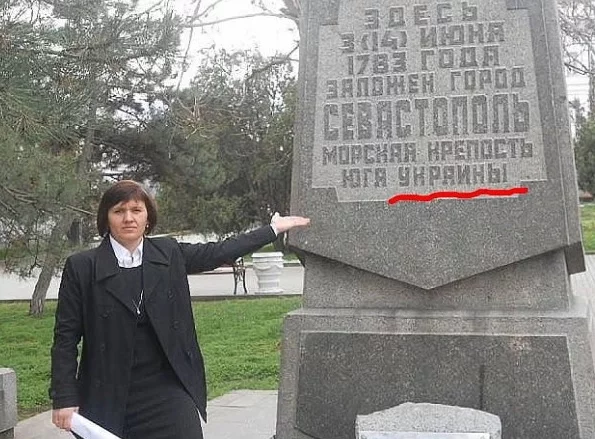 ЗДЕСЬ
3(14) ИЮНЯ
1783 ГОДА
ЗАЛОЖЕН ГОРОД
СЕВАСТОПОЛЬ
МОРСКАЯ КРЕПОСТЬ
ЮГА УКРАИНЫ